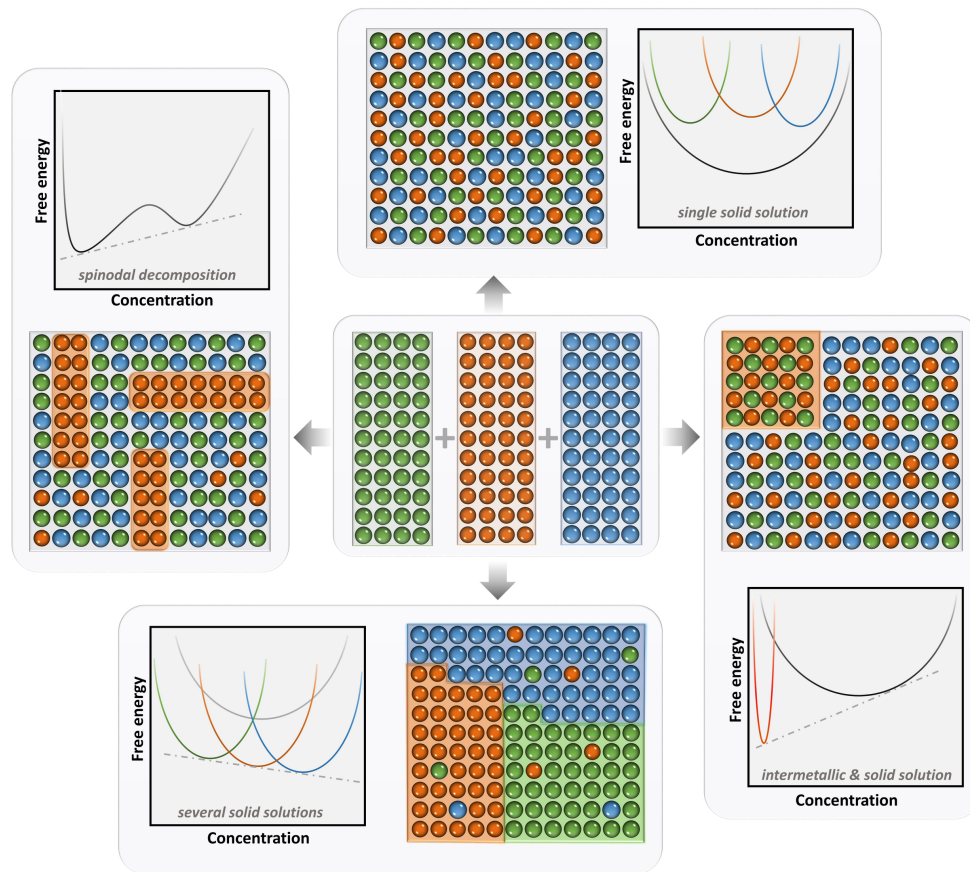 Free energy
single solid solution
Concentration
Free energy
spinodal decomposition
Concentration
+
+
Free energy
several solid solutions
Concentration
Free energy
intermetallic & solid solution
Concentration